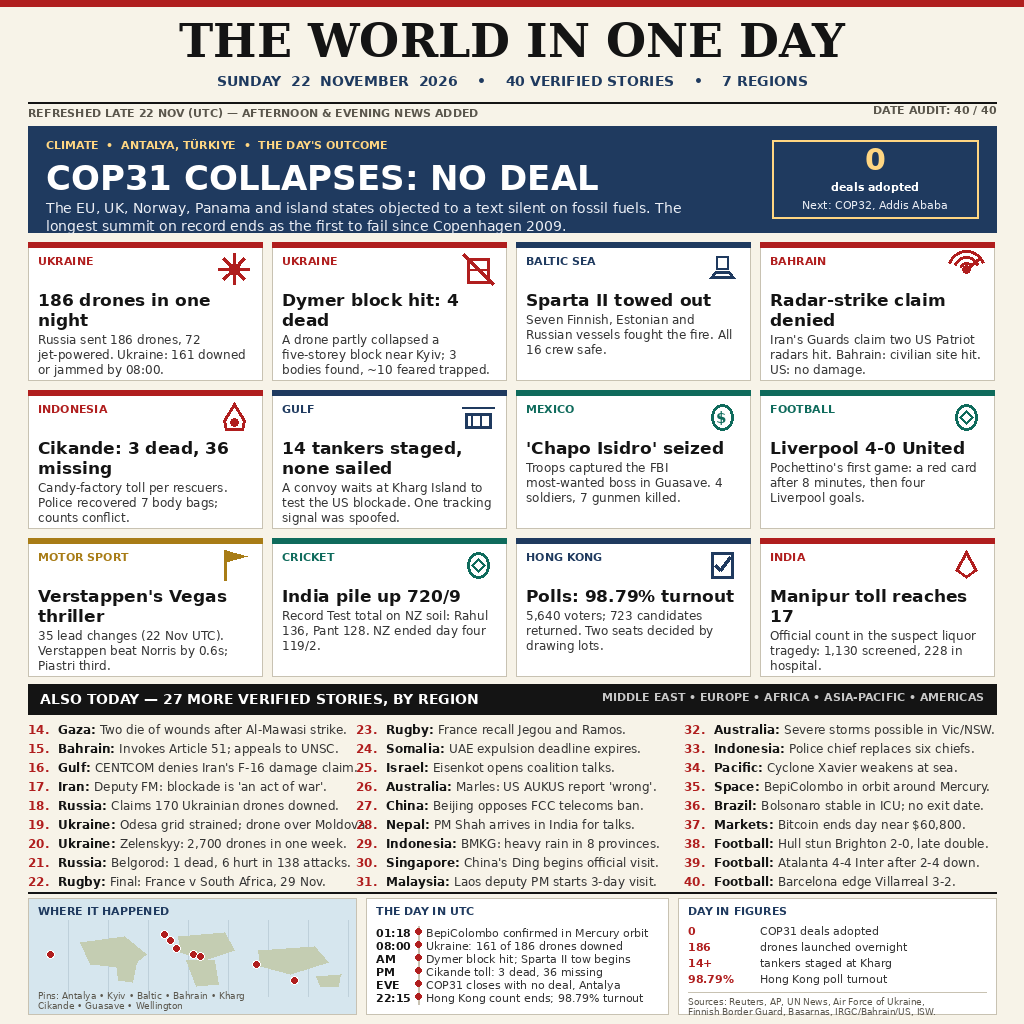 THE WORLD IN ONE DAY
SUNDAY 22 NOVEMBER 2026 • 40 VERIFIED STORIES • 7 REGIONS
REFRESHED LATE 22 NOV (UTC) — AFTERNOON & EVENING NEWS ADDED
DATE AUDIT: 40 / 40
CLIMATE • ANTALYA, TÜRKIYE • THE DAY'S OUTCOME
COP31 COLLAPSES: NO DEAL
The EU, UK, Norway, Panama and island states objected to a text silent on fossil fuels. The
longest summit on record ends as the first to fail since Copenhagen 2009.
0
deals adopted
Next: COP32, Addis Ababa
UKRAINE
186 drones in one
night
Russia sent 186 drones, 72
jet-powered. Ukraine: 161 downed
or jammed by 08:00.
UKRAINE
Dymer block hit: 4
dead
A drone partly collapsed a
five-storey block near Kyiv; 3
bodies found, ~10 feared trapped.
BALTIC SEA
Sparta II towed out
Seven Finnish, Estonian and
Russian vessels fought the fire. All
16 crew safe.
BAHRAIN
Radar-strike claim
denied
Iran's Guards claim two US Patriot
radars hit. Bahrain: civilian site hit.
US: no damage.
INDONESIA
Cikande: 3 dead, 36
missing
Candy-factory toll per rescuers.
Police recovered 7 body bags;
counts conflict.
GULF
14 tankers staged,
none sailed
A convoy waits at Kharg Island to
test the US blockade. One tracking
signal was spoofed.
MEXICO
$
'Chapo Isidro' seized
Troops captured the FBI
most-wanted boss in Guasave. 4
soldiers, 7 gunmen killed.
FOOTBALL
Liverpool 4-0 United
Pochettino's first game: a red card
after 8 minutes, then four
Liverpool goals.
MOTOR SPORT
Verstappen's Vegas
thriller
35 lead changes (22 Nov UTC).
Verstappen beat Norris by 0.6s;
Piastri third.
CRICKET
India pile up 720/9
Record Test total on NZ soil: Rahul
136, Pant 128. NZ ended day four
119/2.
HONG KONG
Polls: 98.79% turnout
5,640 voters; 723 candidates
returned. Two seats decided by
drawing lots.
INDIA
Manipur toll reaches
17
Official count in the suspect liquor
tragedy: 1,130 screened, 228 in
hospital.
ALSO TODAY — 27 MORE VERIFIED STORIES, BY REGION
MIDDLE EAST • EUROPE • AFRICA • ASIA-PACIFIC • AMERICAS
14. Gaza: Two die of wounds after Al-Mawasi strike.
15. Bahrain: Invokes Article 51; appeals to UNSC.
16. Gulf: CENTCOM denies Iran's F-16 damage claim.
17. Iran: Deputy FM: blockade is 'an act of war'.
18. Russia: Claims 170 Ukrainian drones downed.
19. Ukraine: Odesa grid strained; drone over Moldova.
20. Ukraine: Zelenskyy: 2,700 drones in one week.
21. Russia: Belgorod: 1 dead, 6 hurt in 138 attacks.
22. Rugby: Final: France v South Africa, 29 Nov.
23. Rugby: France recall Jegou and Ramos.
24. Somalia: UAE expulsion deadline expires.
25. Israel: Eisenkot opens coalition talks.
26. Australia: Marles: US AUKUS report 'wrong'.
27. China: Beijing opposes FCC telecoms ban.
28. Nepal: PM Shah arrives in India for talks.
29. Indonesia: BMKG: heavy rain in 8 provinces.
30. Singapore: China's Ding begins official visit.
31. Malaysia: Laos deputy PM starts 3-day visit.
32. Australia: Severe storms possible in Vic/NSW.
33. Indonesia: Police chief replaces six chiefs.
34. Pacific: Cyclone Xavier weakens at sea.
35. Space: BepiColombo in orbit around Mercury.
36. Brazil: Bolsonaro stable in ICU; no exit date.
37. Markets: Bitcoin ends day near $60,800.
38. Football: Hull stun Brighton 2-0, late double.
39. Football: Atalanta 4-4 Inter after 2-4 down.
40. Football: Barcelona edge Villarreal 3-2.
WHERE IT HAPPENED
Pins: Antalya • Kyiv • Baltic • Bahrain • Kharg
Cikande • Guasave • Wellington
THE DAY IN UTC
01:18 BepiColombo confirmed in Mercury orbit
08:00 Ukraine: 161 of 186 drones downed
AM Dymer block hit; Sparta II tow begins
PM Cikande toll: 3 dead, 36 missing
EVE COP31 closes with no deal, Antalya
22:15 Hong Kong count ends; 98.79% turnout
DAY IN FIGURES
0 COP31 deals adopted
186 drones launched overnight
14+ tankers staged at Kharg
98.79% Hong Kong poll turnout
Sources: Reuters, AP, UN News, Air Force of Ukraine,
Finnish Border Guard, Basarnas, IRGC/Bahrain/US, ISW.